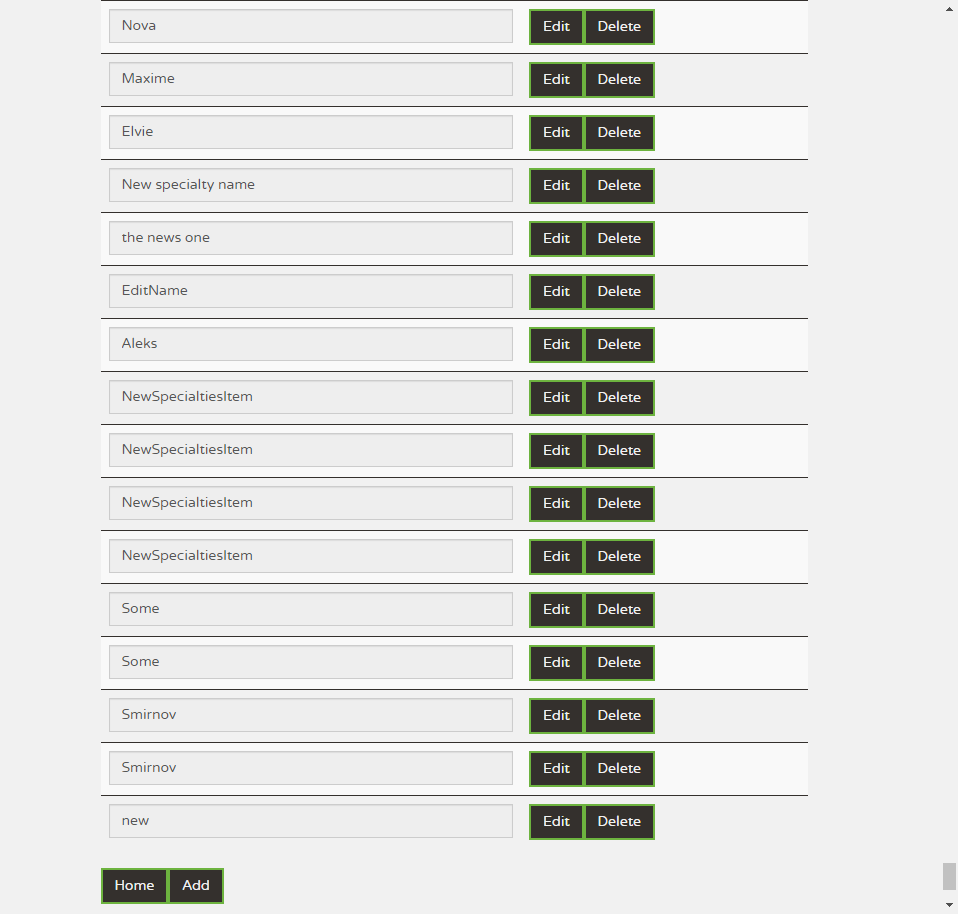 Nova Edit Delete
Maxime Edit Delete
Elvie Edit Delete
New specialty name Edit Delete
the news one Edit Delete
EditName Edit Delete
Aleks Edit Delete
NewSpecialtiesItem Edit Delete
NewSpecialtiesItem Edit Delete
NewSpecialtiesItem Edit Delete
NewSpecialtiesItem Edit Delete
Some Edit Delete
Some Edit Delete
Smirnov Edit Delete
Smirnov Edit Delete
new Edit Delete
Home Add